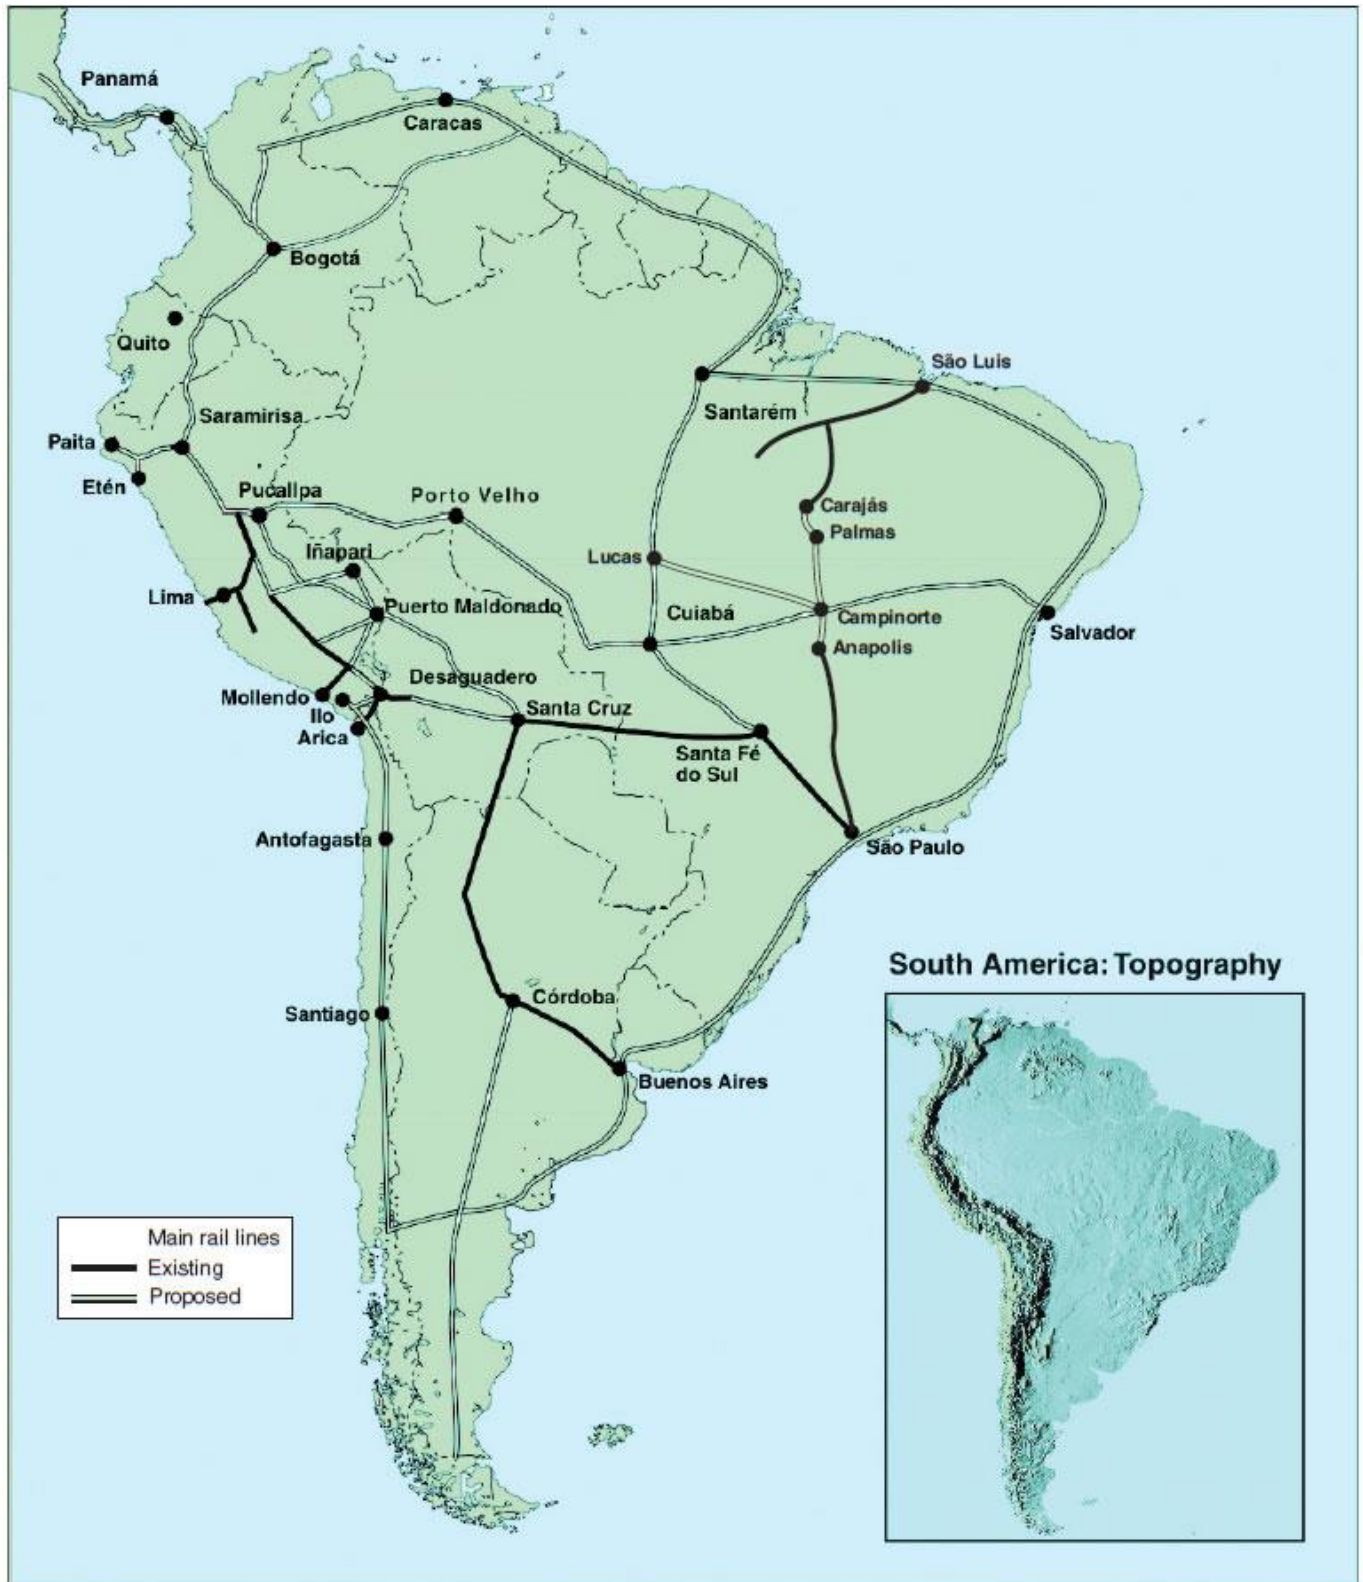 Panamá
Caracas
Bogotá
Quito
São Luis
Santarém
Saramirisa
Paita
Etén
Pucallpa
Porto Velho
Carajás
Palmas
Iñapari
Lucas
Lima
Puerto Maldonado
Cuiabá
Campinorte
Salvador
Anapolis
Desaguadero
Mollendo
Ilo
Arica
Santa Cruz
Santa Fé
do Sul
Antofagasta
São Paulo
South America: Topography
Córdoba
Santiago
Buenos Aires
Main rail lines
Existing
Proposed